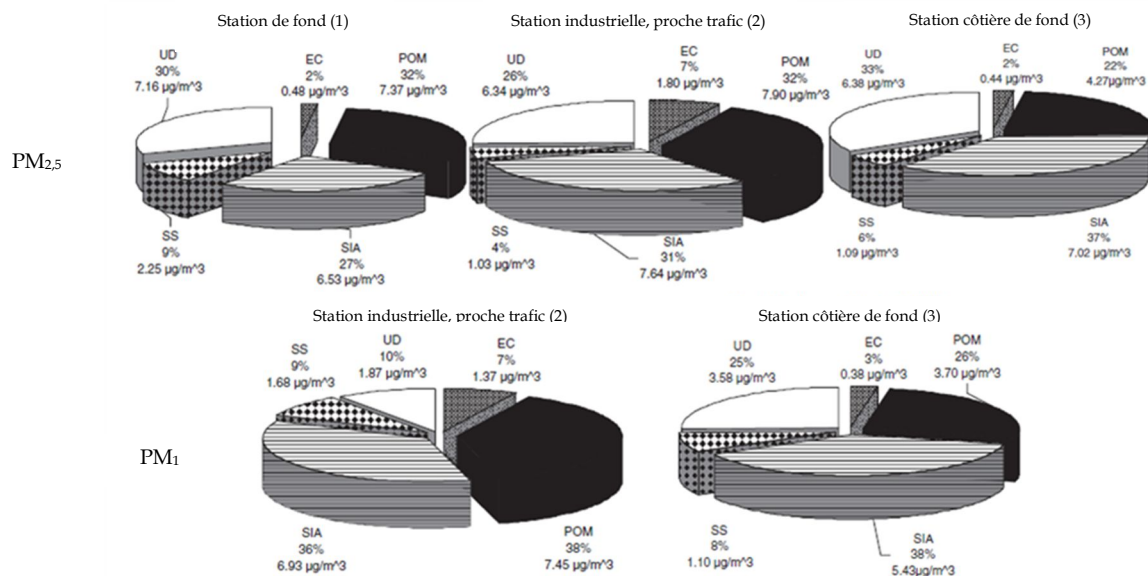 Station de fond (1)
UD
30%
7.16 µg/m^3
EC
2%
0.48 µg/m^3
POM
32%
7.37 µg/m^3
SS
9%
2.25 µg/m^3
SIA
27%
6.53 µg/m^3
Station industrielle, proche trafic (2)
UD
26%
6.34 µg/m^3
EC
7%
1.80 µg/m^3
POM
32%
7.90 µg/m^3
SS
4%
1.03 µg/m^3
SIA
31%
7.64 µg/m^3
Station côtière de fond (3)
UD
33%
6.38 µg/m^3
EC
2%
0.44 µg/m^3
POM
22%
4.27µg/m^3
SS
6%
1.09 µg/m^3
SIA
37%
7.02 µg/m^3
PM2,5
Station industrielle, proche trafic (2)
SS
9%
1.68 µg/m^3
UD
10%
1.87 µg/m^3
EC
7%
1.37 µg/m^3
SIA
36%
6.93 µg/m^3
POM
38%
7.45 µg/m^3
Station côtière de fond (3)
UD
25%
3.58 µg/m^3
EC
3%
0.38 µg/m^3
POM
26%
3.70 µg/m^3
SS
8%
1.10 µg/m^3
SIA
38%
5.43µg/m^3
PM1